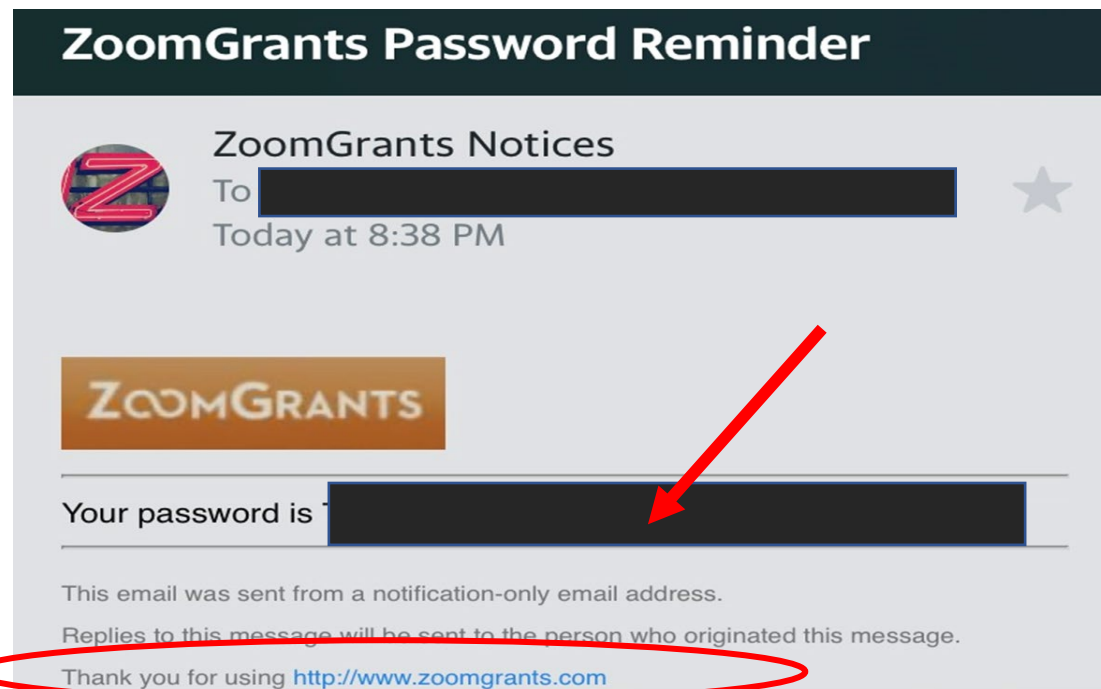 ZoomGrants Password Reminder
ZoomGrants Notices
To
Today at 8:38 PM
ZOOMGRANTS
Your password is
This email was sent from a notification-only email address.
Replies to this message will be sent to the person who originated this message.
Thank you for using http://www.zoomgrants.com